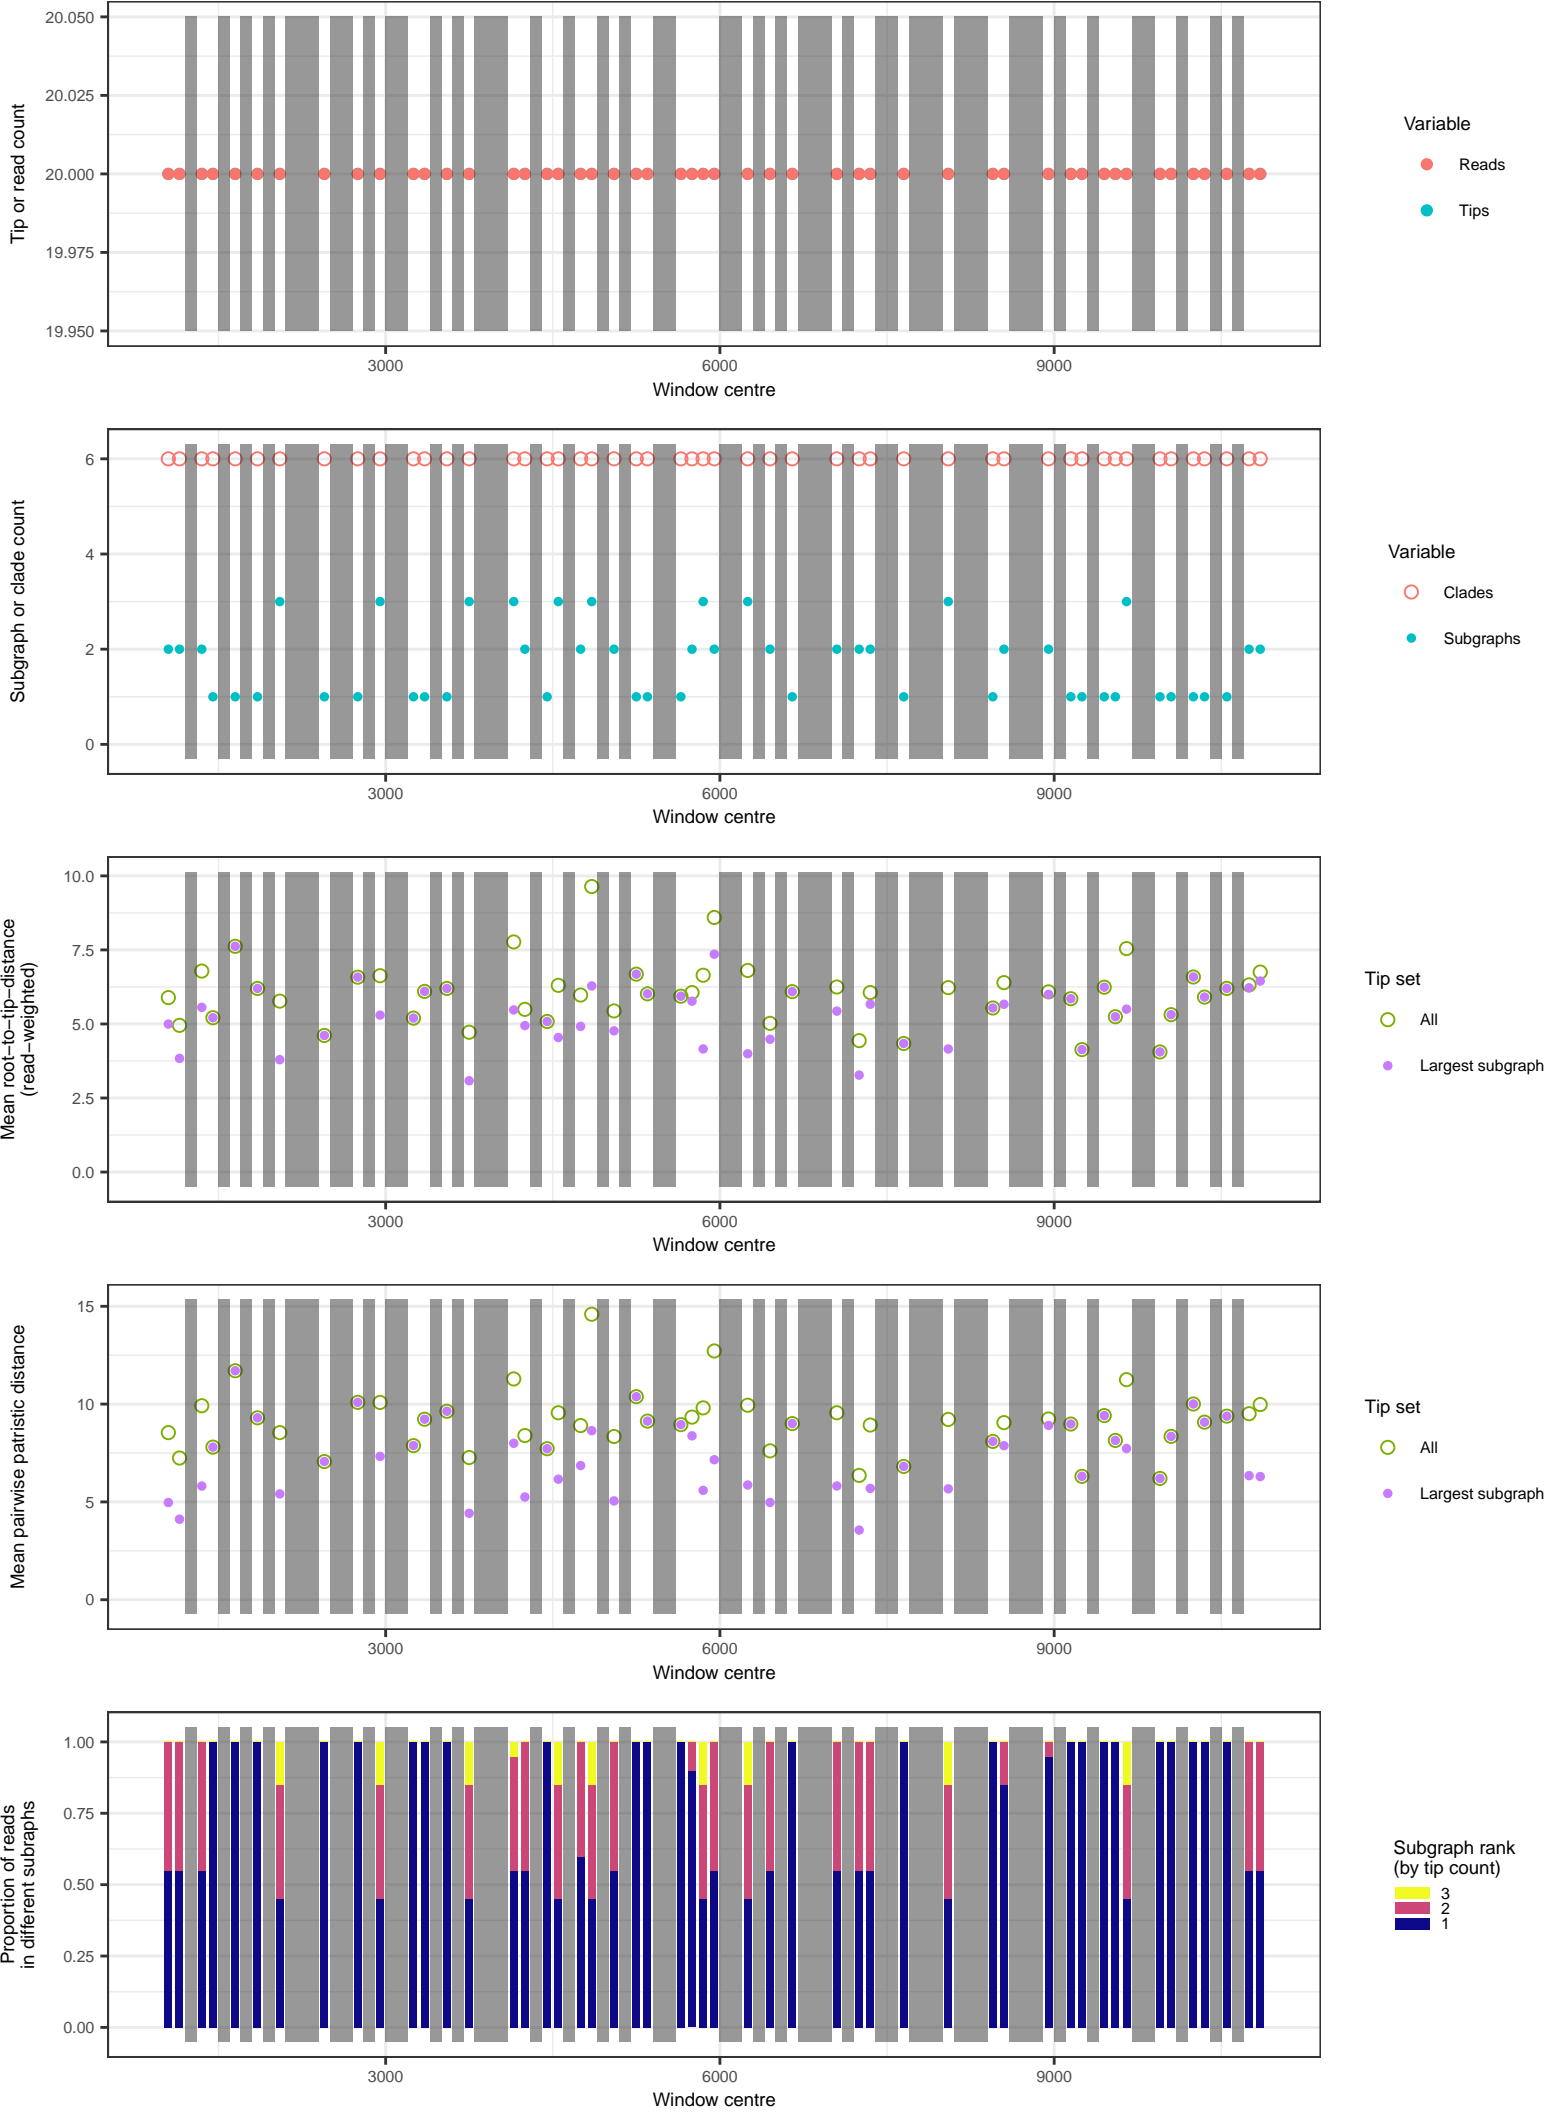 20.050
20.025
20.000
19.975
19.950
Tip or read count
3000
6000
9000
Window centre
Variable
Reads
Tips
6
4
2
0
Subgraph or clade count
3000
6000
9000
Window centre
Variable
Clades
Subgraphs
10.0
7.5
5.0
2.5
0.0
Mean root−to−tip−distance
(read−weighted)
3000
6000
9000
Window centre
Tip set
All
Largest subgraph
15
10
5
0
Mean pairwise patristic distance
3000
6000
9000
Window centre
Tip set
All
Largest subgraph
1.00
0.75
0.50
0.25
0.00
Proportion of reads
in different subraphs
3000
6000
9000
Window centre
Subgraph rank
(by tip count)
3
2
1